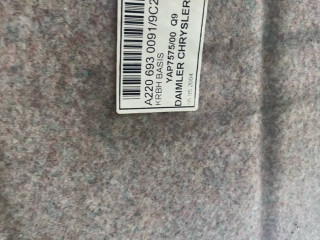 A220 693 0091/9C2
KRBH BASIS
YAP7575/00 Q9
DAIMLER CHRYSLER